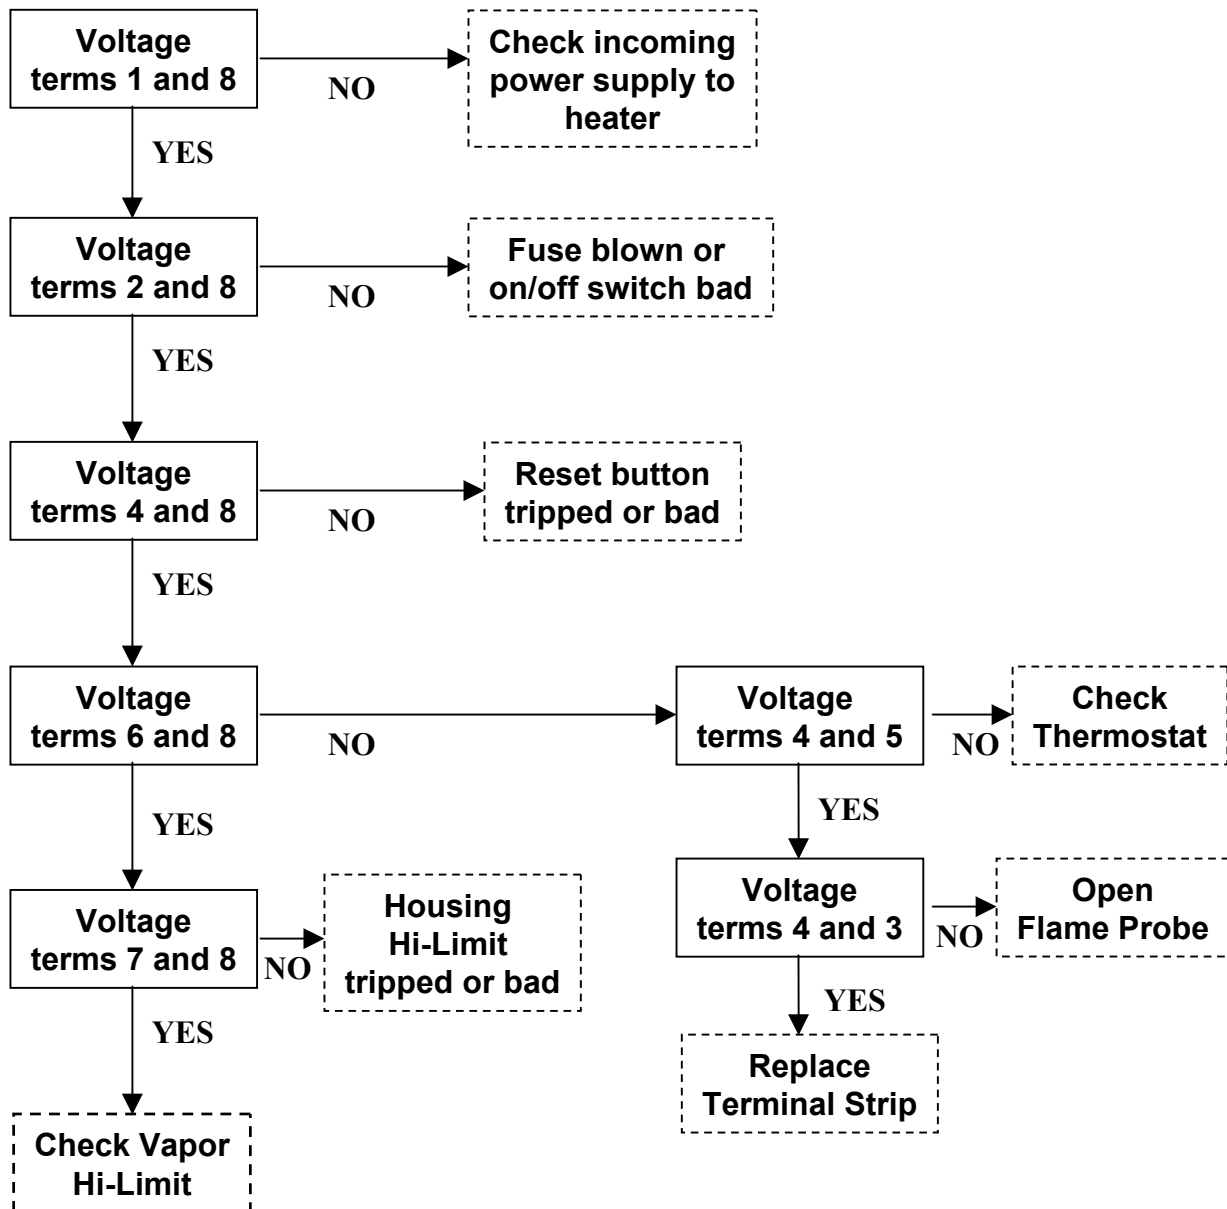 Voltage
terms 1 and 8
NO
Check incoming
power supply to
heater
YES
Voltage
terms 2 and 8
NO
Fuse blown or
on/off switch bad
YES
Voltage
terms 4 and 8
NO
Reset button
tripped or bad
YES
Voltage
terms 6 and 8
NO
Voltage
terms 4 and 5
NO
Check
Thermostat
YES
YES
Voltage
terms 7 and 8
NO
Housing
Hi-Limit
tripped or bad
Voltage
terms 4 and 3
NO
Open
Flame Probe
YES
YES
Check Vapor
Hi-Limit
Replace
Terminal Strip